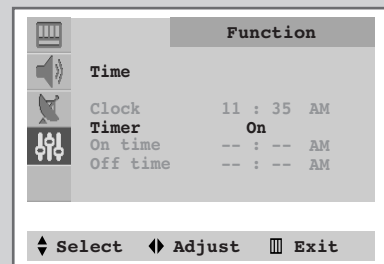 Function
Time
Clock 11 : 35 AM
Timer On
On time -- : -- AM
Off time -- : -- AM
Select Adjust Exit